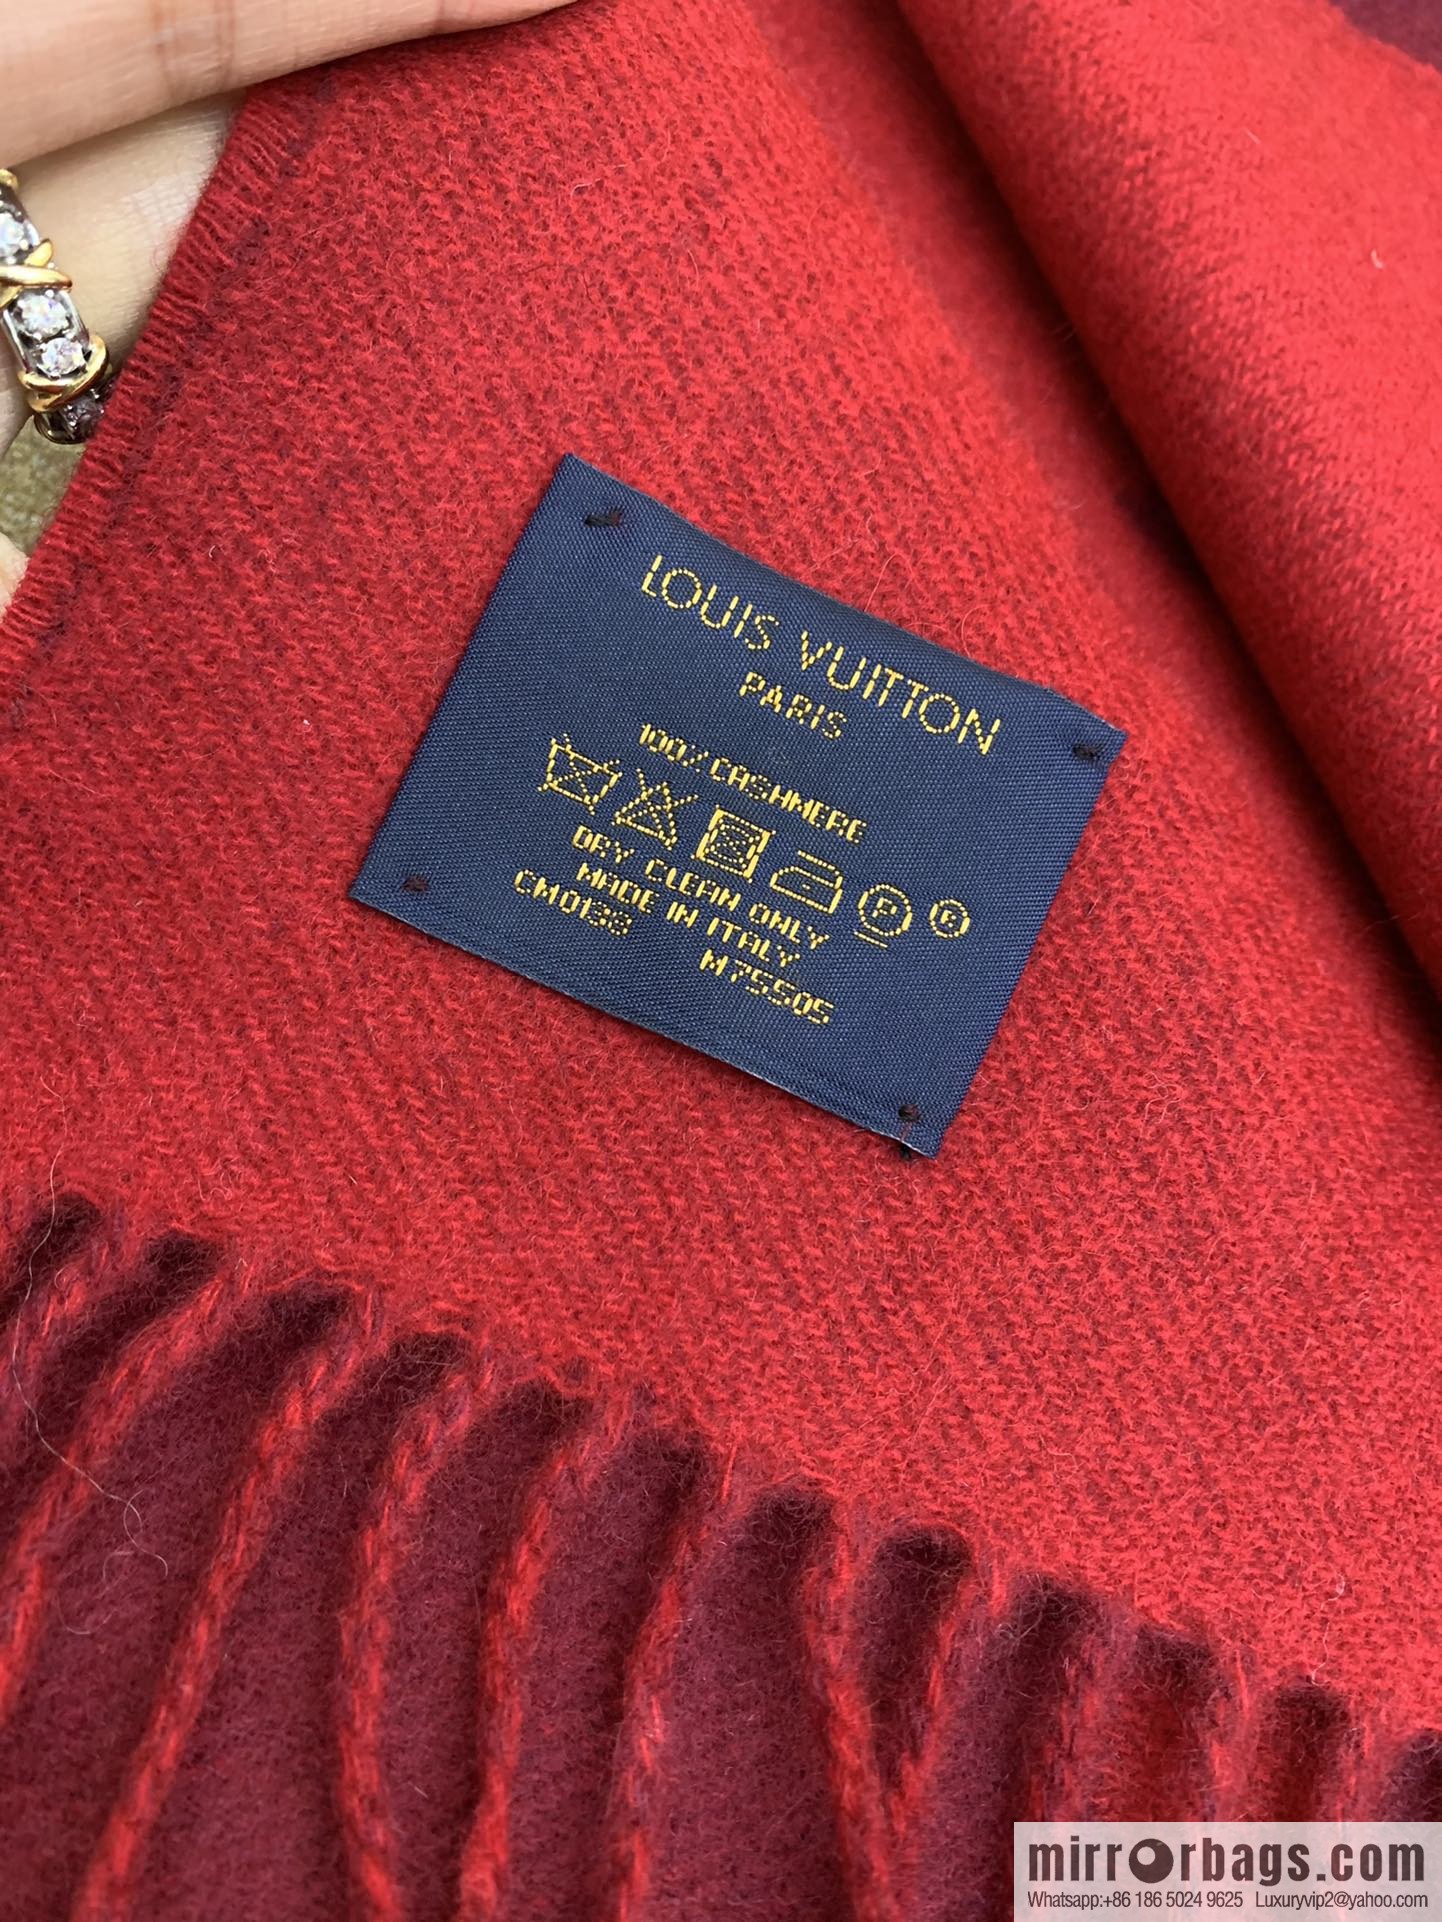 LOUIS VUITTON
PARIS
100% CASHMERE
P R
DRY CLEAN ONLY
MADE IN ITALY
CM0138 M75505
mirrorbags.com
Whatsapp:+86 186 5024 9625 Luxuryvip2@yahoo.com